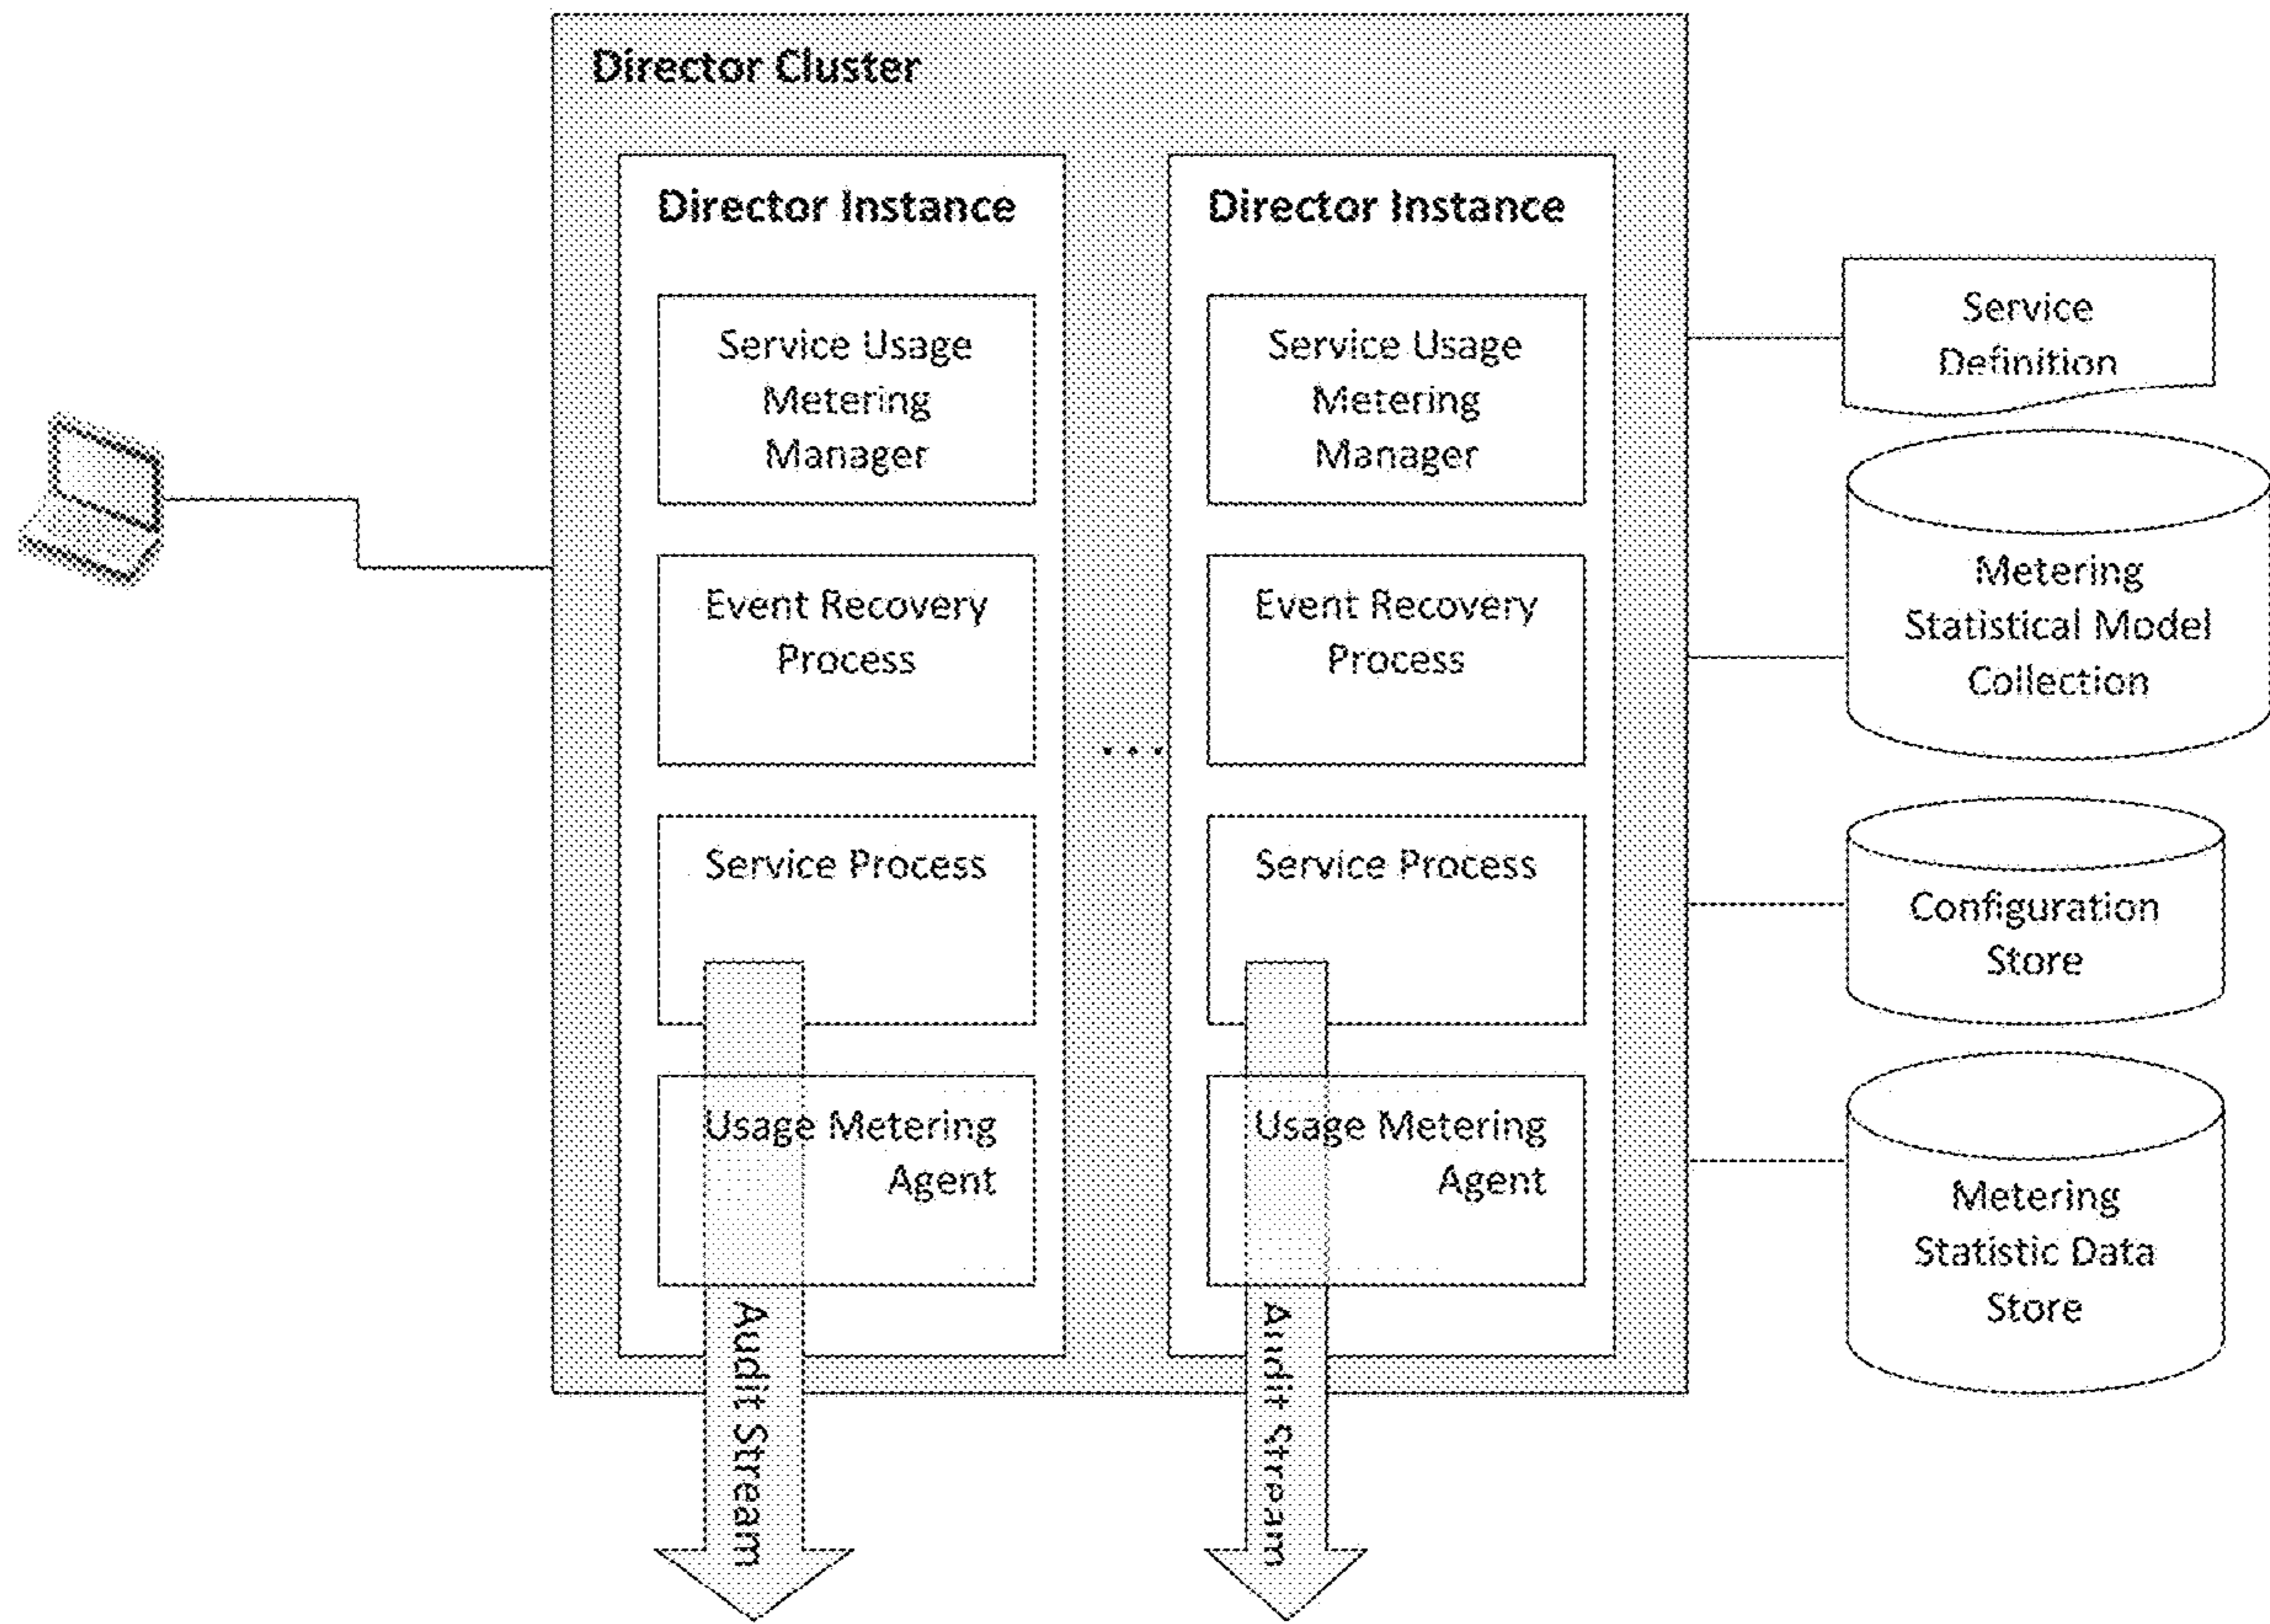 Director Cluster
Director Instance
Service Usage
Metering
Manager
Event Recovery
Process
Service Process
Usage Metering
Agent
Audit Stream
...
Director Instance
Service Usage
Metering
Manager
Event Recovery
Process
Service Process
Usage Metering
Agent
Audit Stream
Service
Definition
Metering
Statistical Model
Collection
Configuration
Store
Metering
Statistic Data
Store